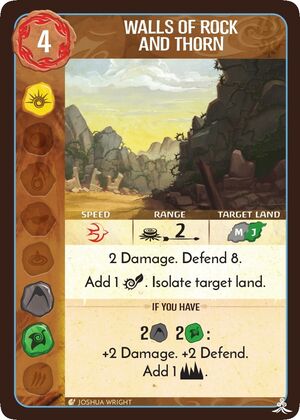 4
WALLS OF ROCK
AND THORN
SPEED
RANGE
TARGET LAND
2
M J
2 Damage. Defend 8.
Add 1 . Isolate target land.
IF YOU HAVE
2 2 :
+2 Damage. +2 Defend.
Add 1 .
JOSHUA WRIGHT